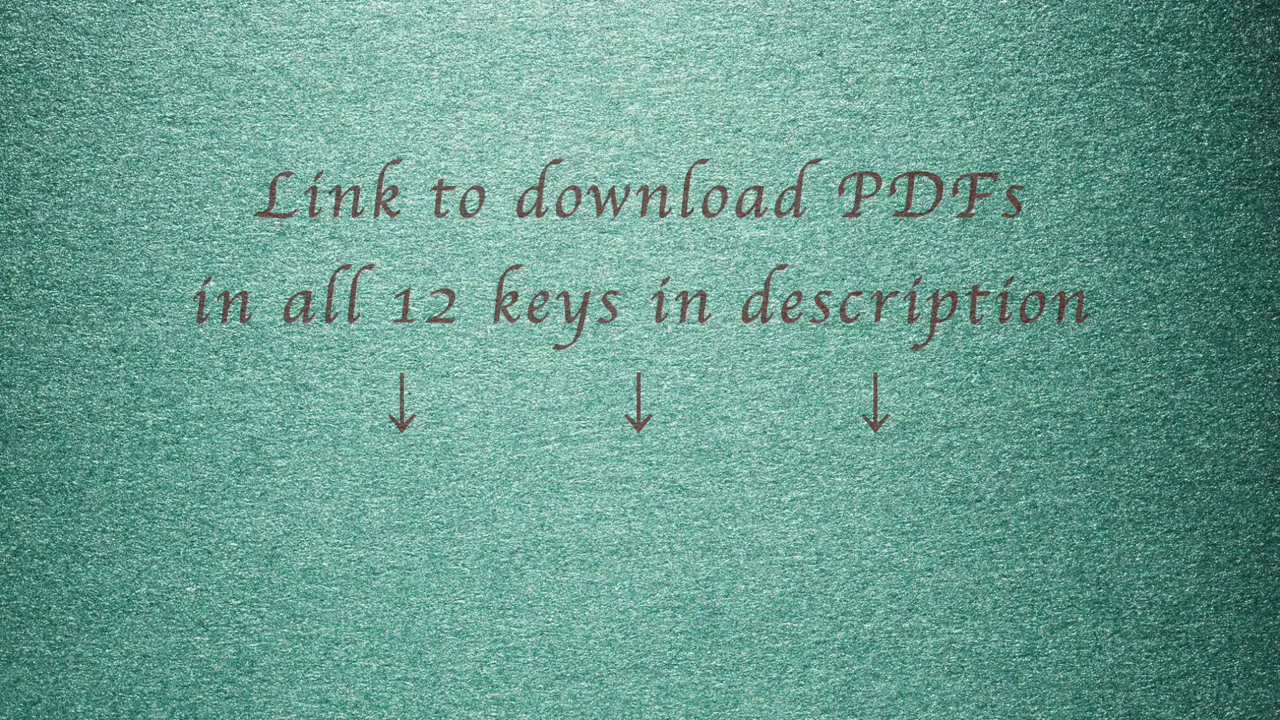 Link to download PDFs
in all 12 keys in description
↓ ↓ ↓